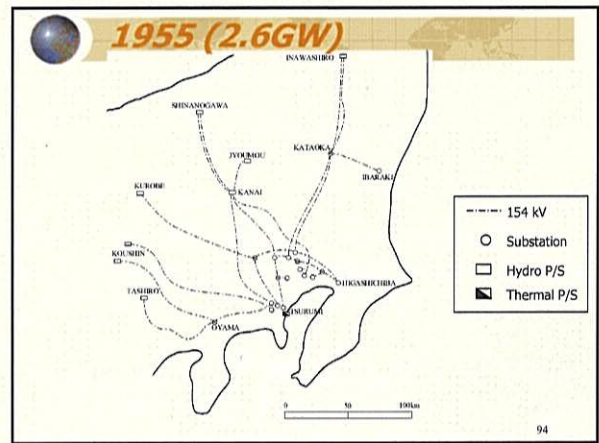 1955 (2.6GW)
INAWASHIRO
SHINANOGAWA
JYOUMOU
KATAOKA
IBARAKI
KUROBE
KANAI
KOUSHIN
TASHIRO
HIGASHICHIBA
TSURUMI
OYAMA
154 kV
Substation
Hydro P/S
Thermal P/S
0 50 100km
94